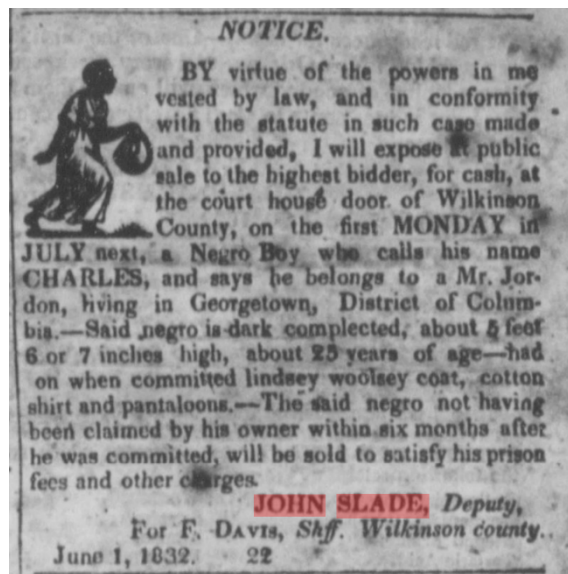 NOTICE.
BY virtue of the powers in me
vested by law, and in conformity
with the statute in such case made
and provided, I will expose at public
sale to the highest bidder, for cash, at
the court house door of Wilkinson
County, on the first MONDAY in
JULY next, a Negro Boy who calls his name
CHARLES, and says he belongs to a Mr. Jor-
don, living in Georgetown, District of Colum-
bia.—Said negro is dark complected, about 5 feet
6 or 7 inches high, about 25 years of age—had
on when committed lindsey woolsey coat, cotton
shirt and pantaloons.—The said negro not having
been claimed by his owner within six months after
he was committed, will be sold to satisfy his prison
fees and other charges.
JOHN SLADE, Deputy,
For F. DAVIS, Shff. Wilkinson county.
June 1, 1832. 22